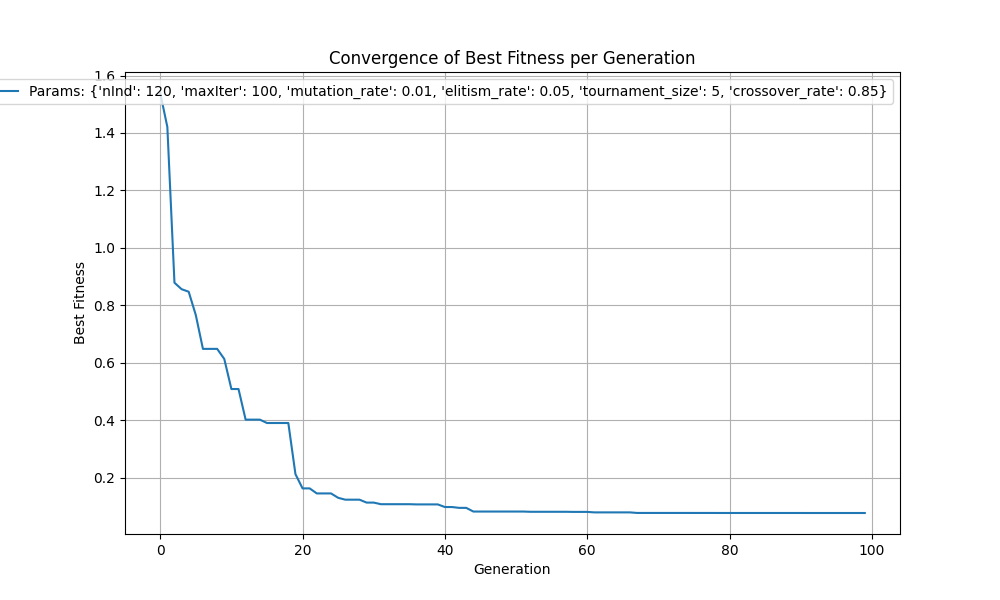 Convergence of Best Fitness per Generation
Params: {'nInd': 120, 'maxIter': 100, 'mutation_rate': 0.01, 'elitism_rate': 0.05, 'tournament_size': 5, 'crossover_rate': 0.85}
1.6
1.4
1.2
1.0
0.8
0.6
0.4
0.2
Best Fitness
0 20 40 60 80 100
Generation